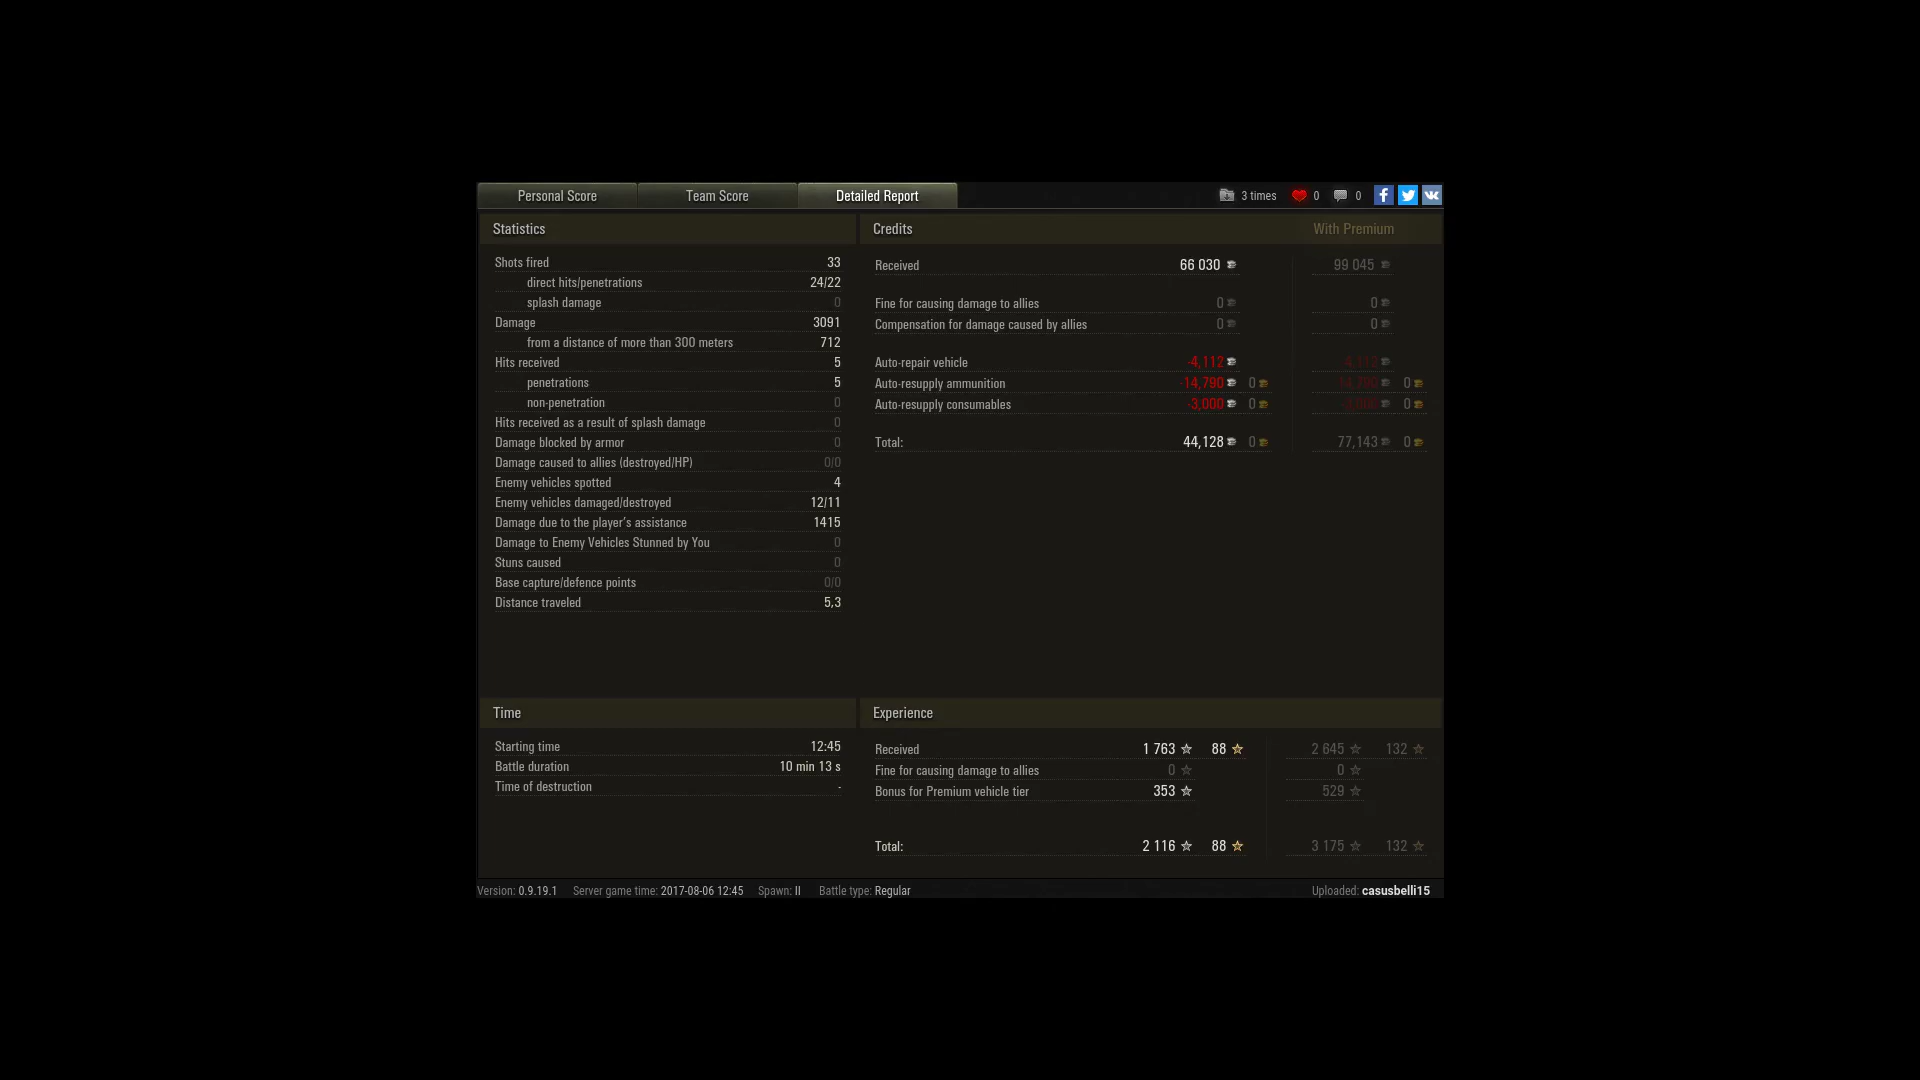 Personal Score Team Score Detailed Report 3 times 0 0
Statistics
Shots fired 33
direct hits/penetrations 24/22
splash damage 0
Damage 3091
from a distance of more than 300 meters 712
Hits received 5
penetrations 5
non-penetration 0
Hits received as a result of splash damage 0
Damage blocked by armor 0
Damage caused to allies (destroyed/HP) 0/0
Enemy vehicles spotted 4
Enemy vehicles damaged/destroyed 12/11
Damage due to the player's assistance 1415
Damage to Enemy Vehicles Stunned by You 0
Stuns caused 0
Base capture/defence points 0/0
Distance traveled 5,3
Credits With Premium
Received 66 030 99 045
Fine for causing damage to allies 0 0
Compensation for damage caused by allies 0 0
Auto-repair vehicle -4,112 -4,112
Auto-resupply ammunition -14,790 0 -14,790 0
Auto-resupply consumables -3,000 0 -3,000 0
Total: 44,128 0 77,143 0
Time
Starting time 12:45
Battle duration 10 min 13 s
Time of destruction -
Experience
Received 1 763 88 2 645 132
Fine for causing damage to allies 0 0
Bonus for Premium vehicle tier 353 529
Total: 2 116 88 3 175 132
Version: 0.9.19.1 Server game time: 2017-08-06 12:45 Spawn: II Battle type: Regular Uploaded: casusbelli15